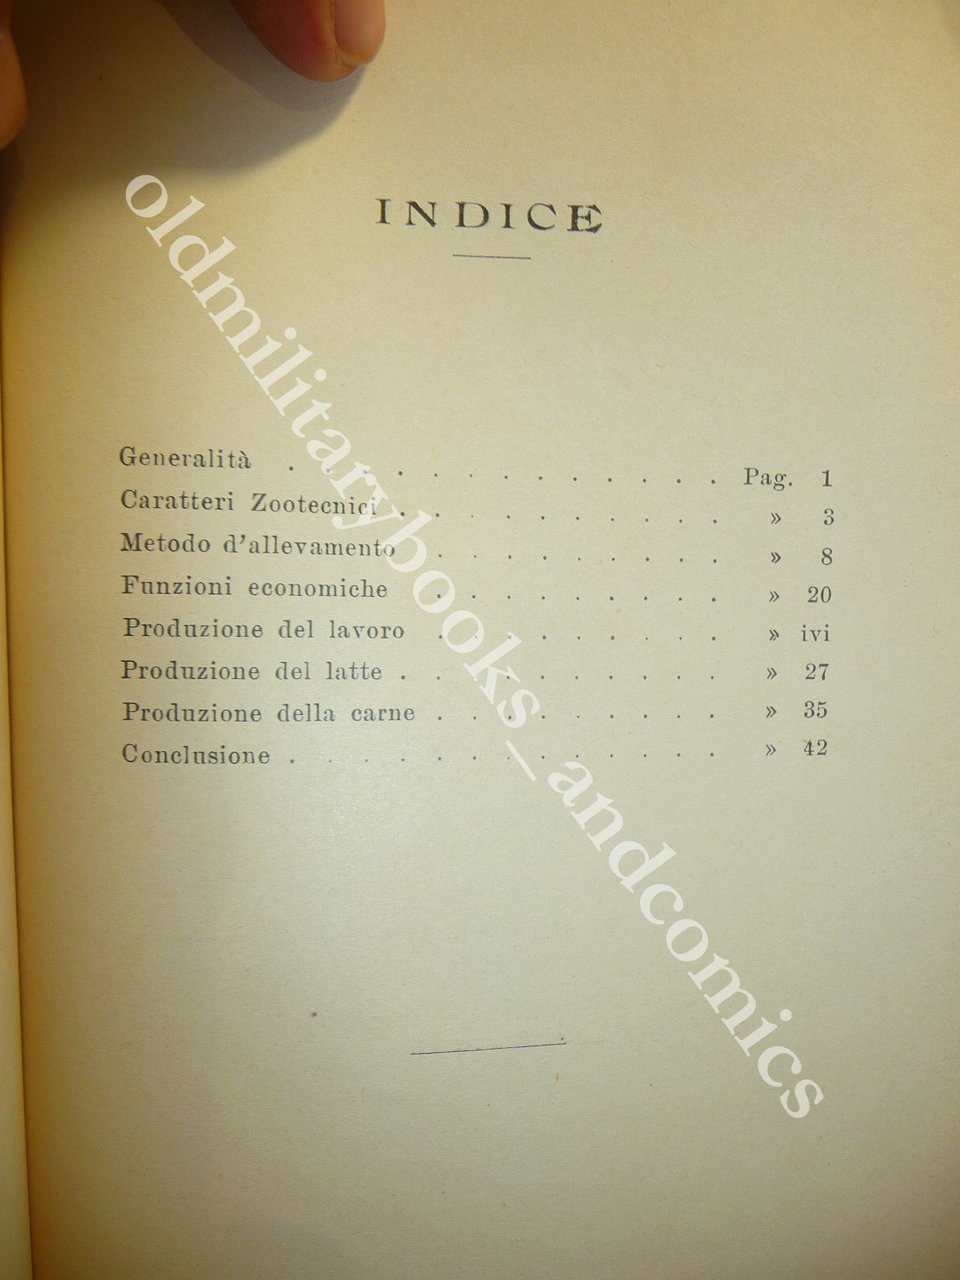 INDICE
Generalità . . . . . . . . . . . . . Pag. 1
Caratteri Zootecnici . . . . . . . . . . » 3
Metodo d'allevamento . . . . . . . . . » 8
Funzioni economiche . . . . . . . . . » 20
Produzione del lavoro . . . . . . . . . » ivi
Produzione del latte . . . . . . . . . . » 27
Produzione della carne . . . . . . . . . » 35
Conclusione . . . . . . . . . . . . . » 42
oldmilitarybooks_andcomics